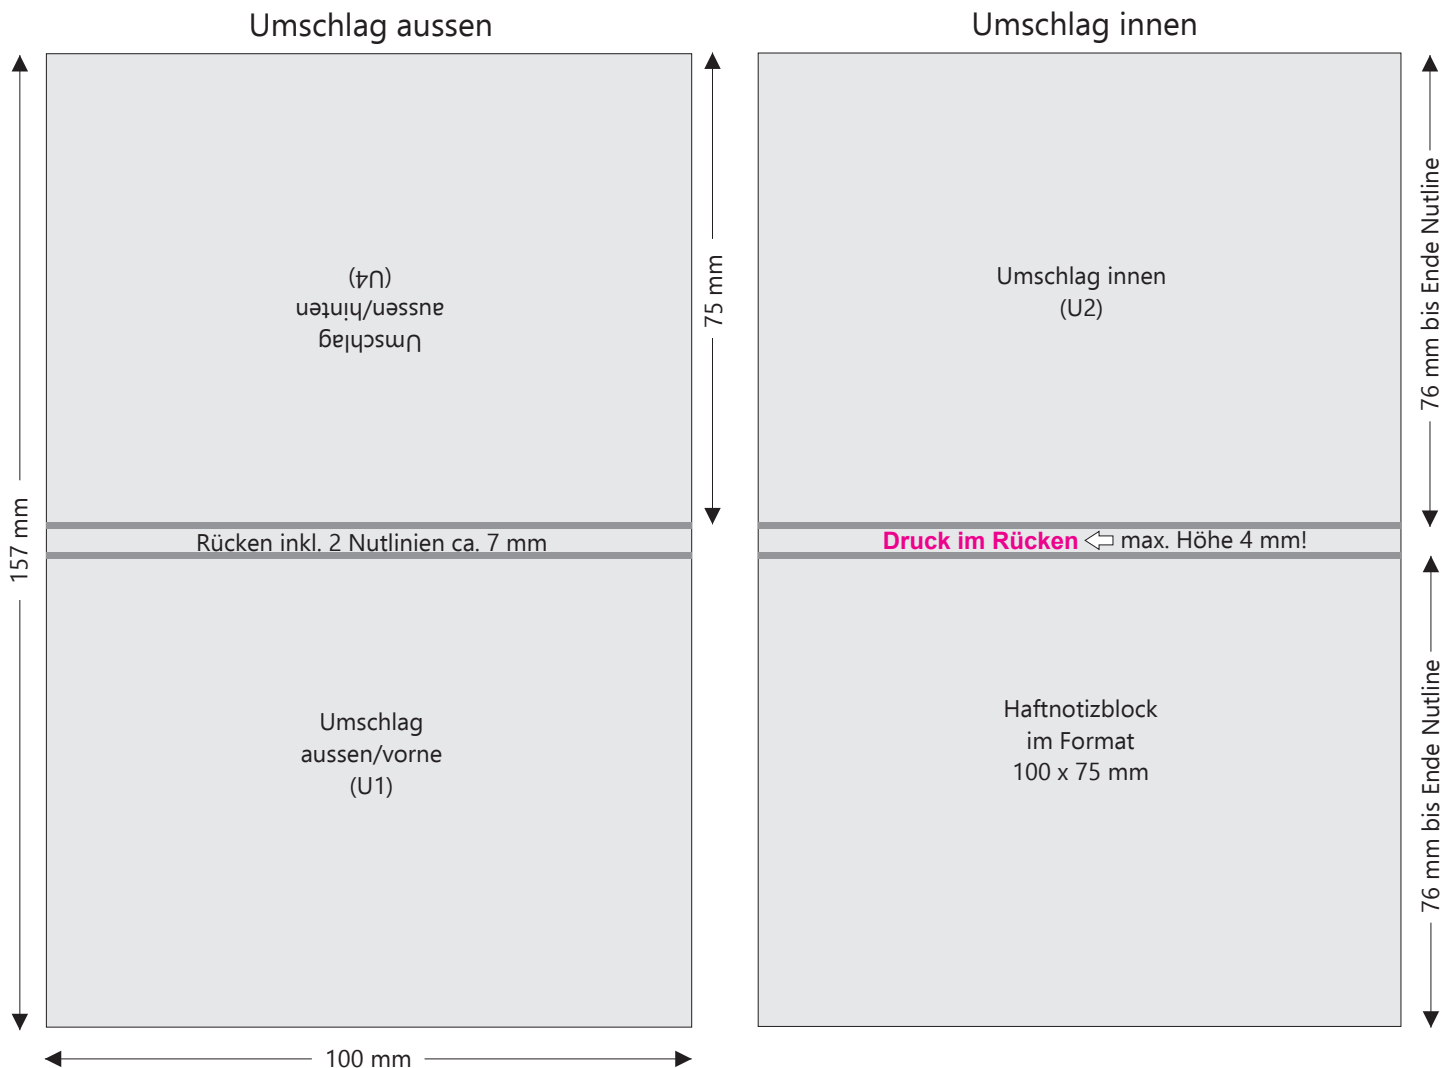 Umschlag aussen
Umschlag innen
157 mm
Umschlag
aussen/hinten
(U4)
75 mm
Umschlag innen
(U2)
76 mm bis Ende Nutline
Rücken inkl. 2 Nutlinien ca. 7 mm
Druck im Rücken max. Höhe 4 mm!
Umschlag
aussen/vorne
(U1)
Haftnotizblock
im Format
100 x 75 mm
76 mm bis Ende Nutline
100 mm